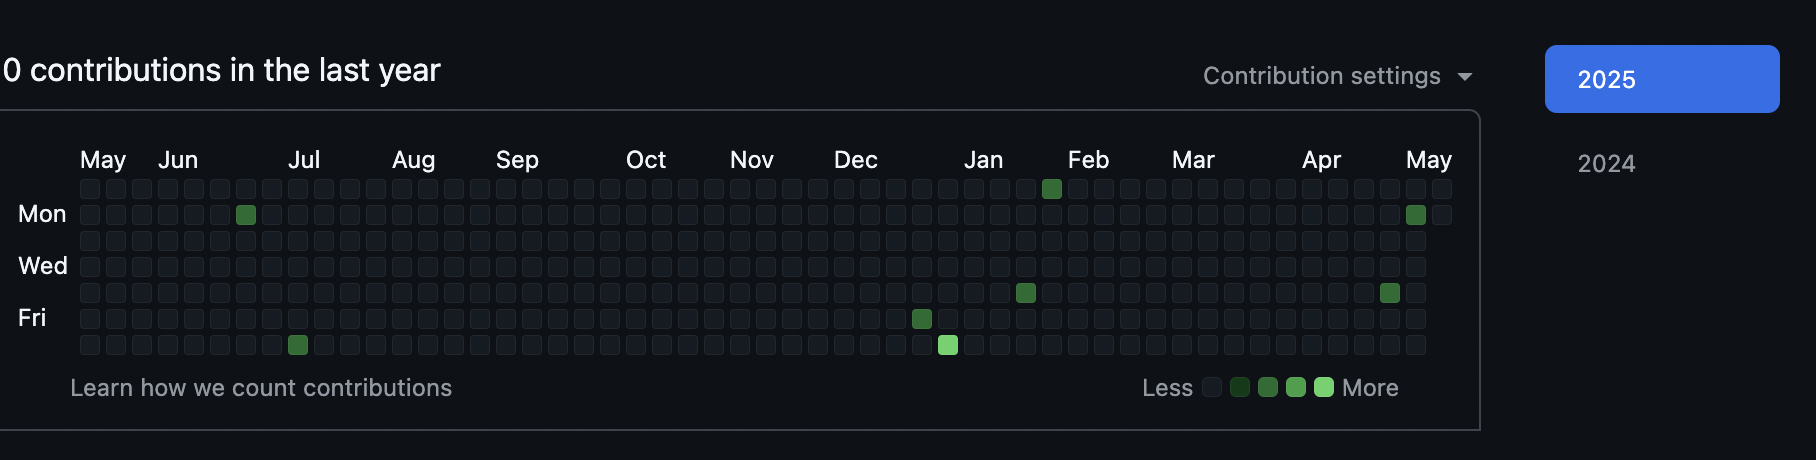 0 contributions in the last year
Contribution settings
2025
2024
May Jun Jul Aug Sep Oct Nov Dec Jan Feb Mar Apr May
Mon
Wed
Fri
Learn how we count contributions
Less More